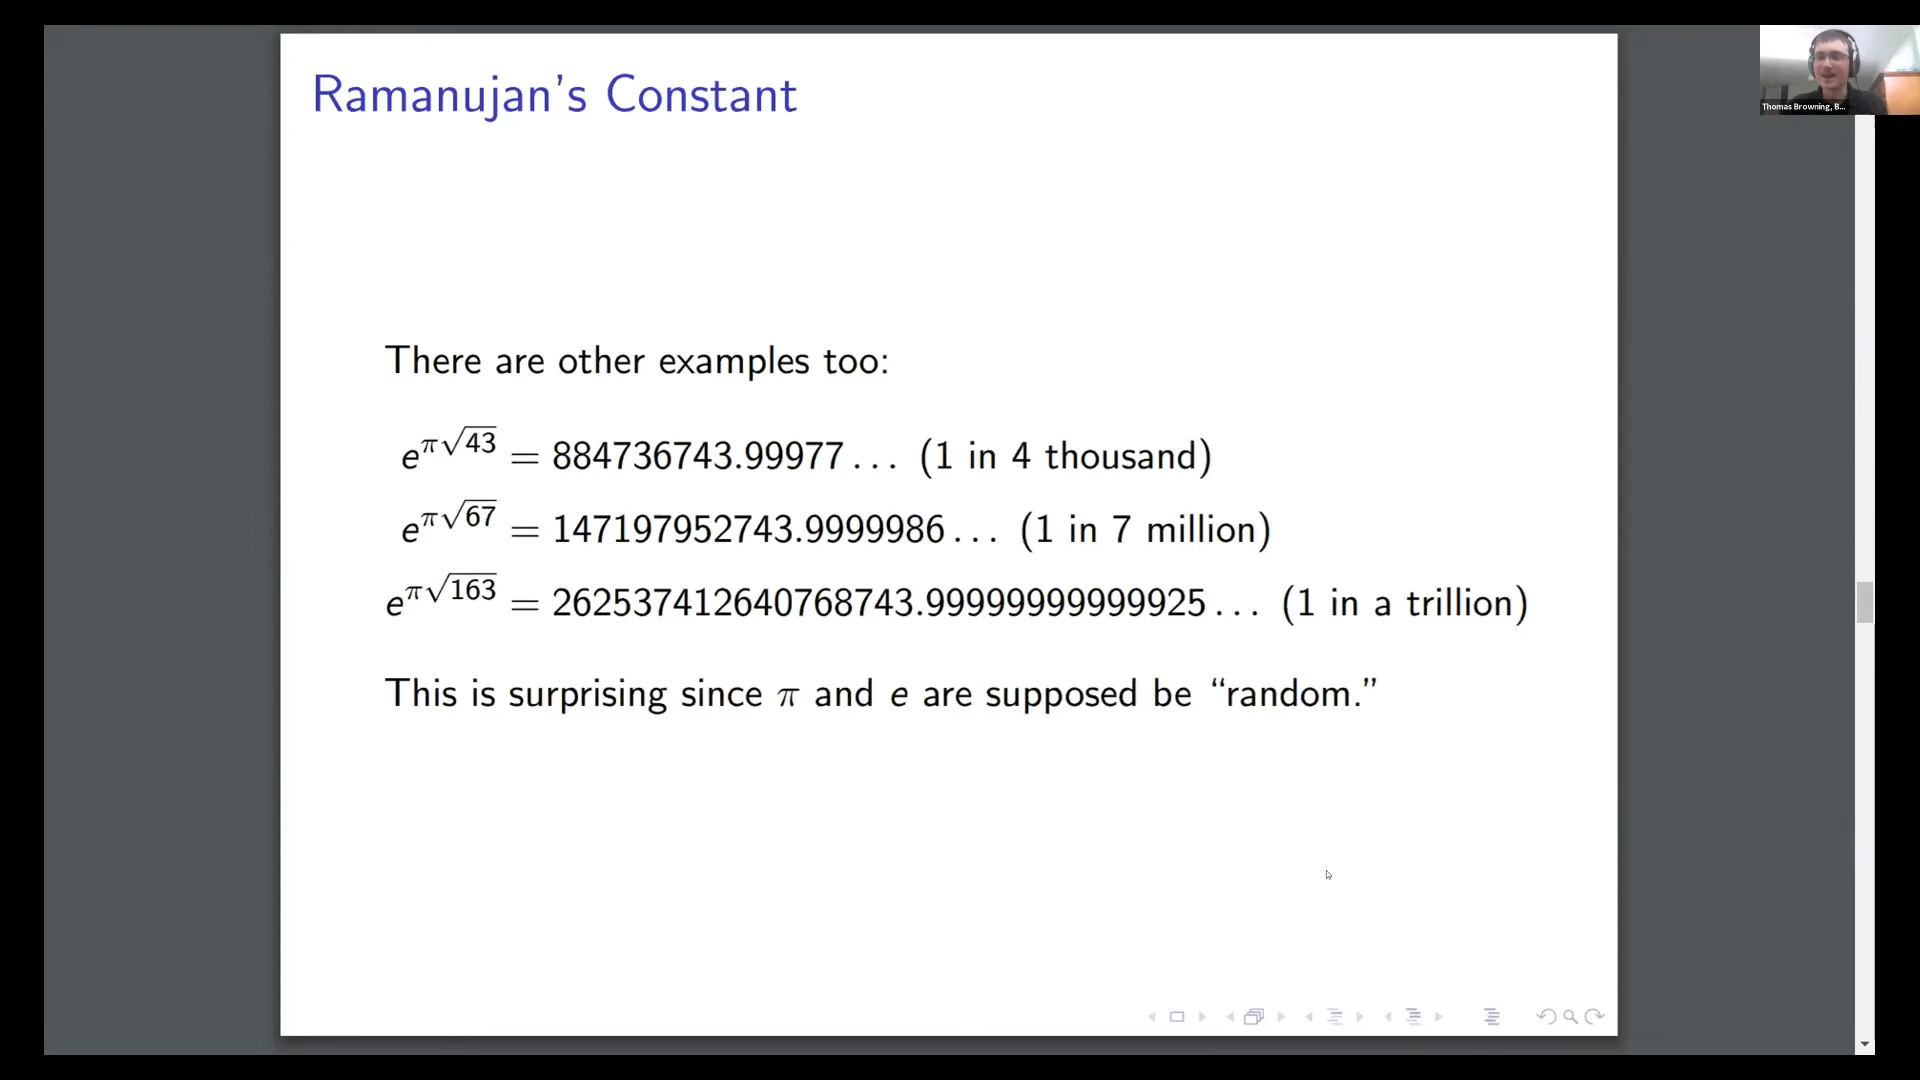 Ramanujan's Constant
Thomas Browning, B...
There are other examples too:
e^{π√43} = 884736743.99977... (1 in 4 thousand)
e^{π√67} = 147197952743.9999986... (1 in 7 million)
e^{π√163} = 262537412640768743.99999999999925... (1 in a trillion)
This is surprising since π and e are supposed be “random.”